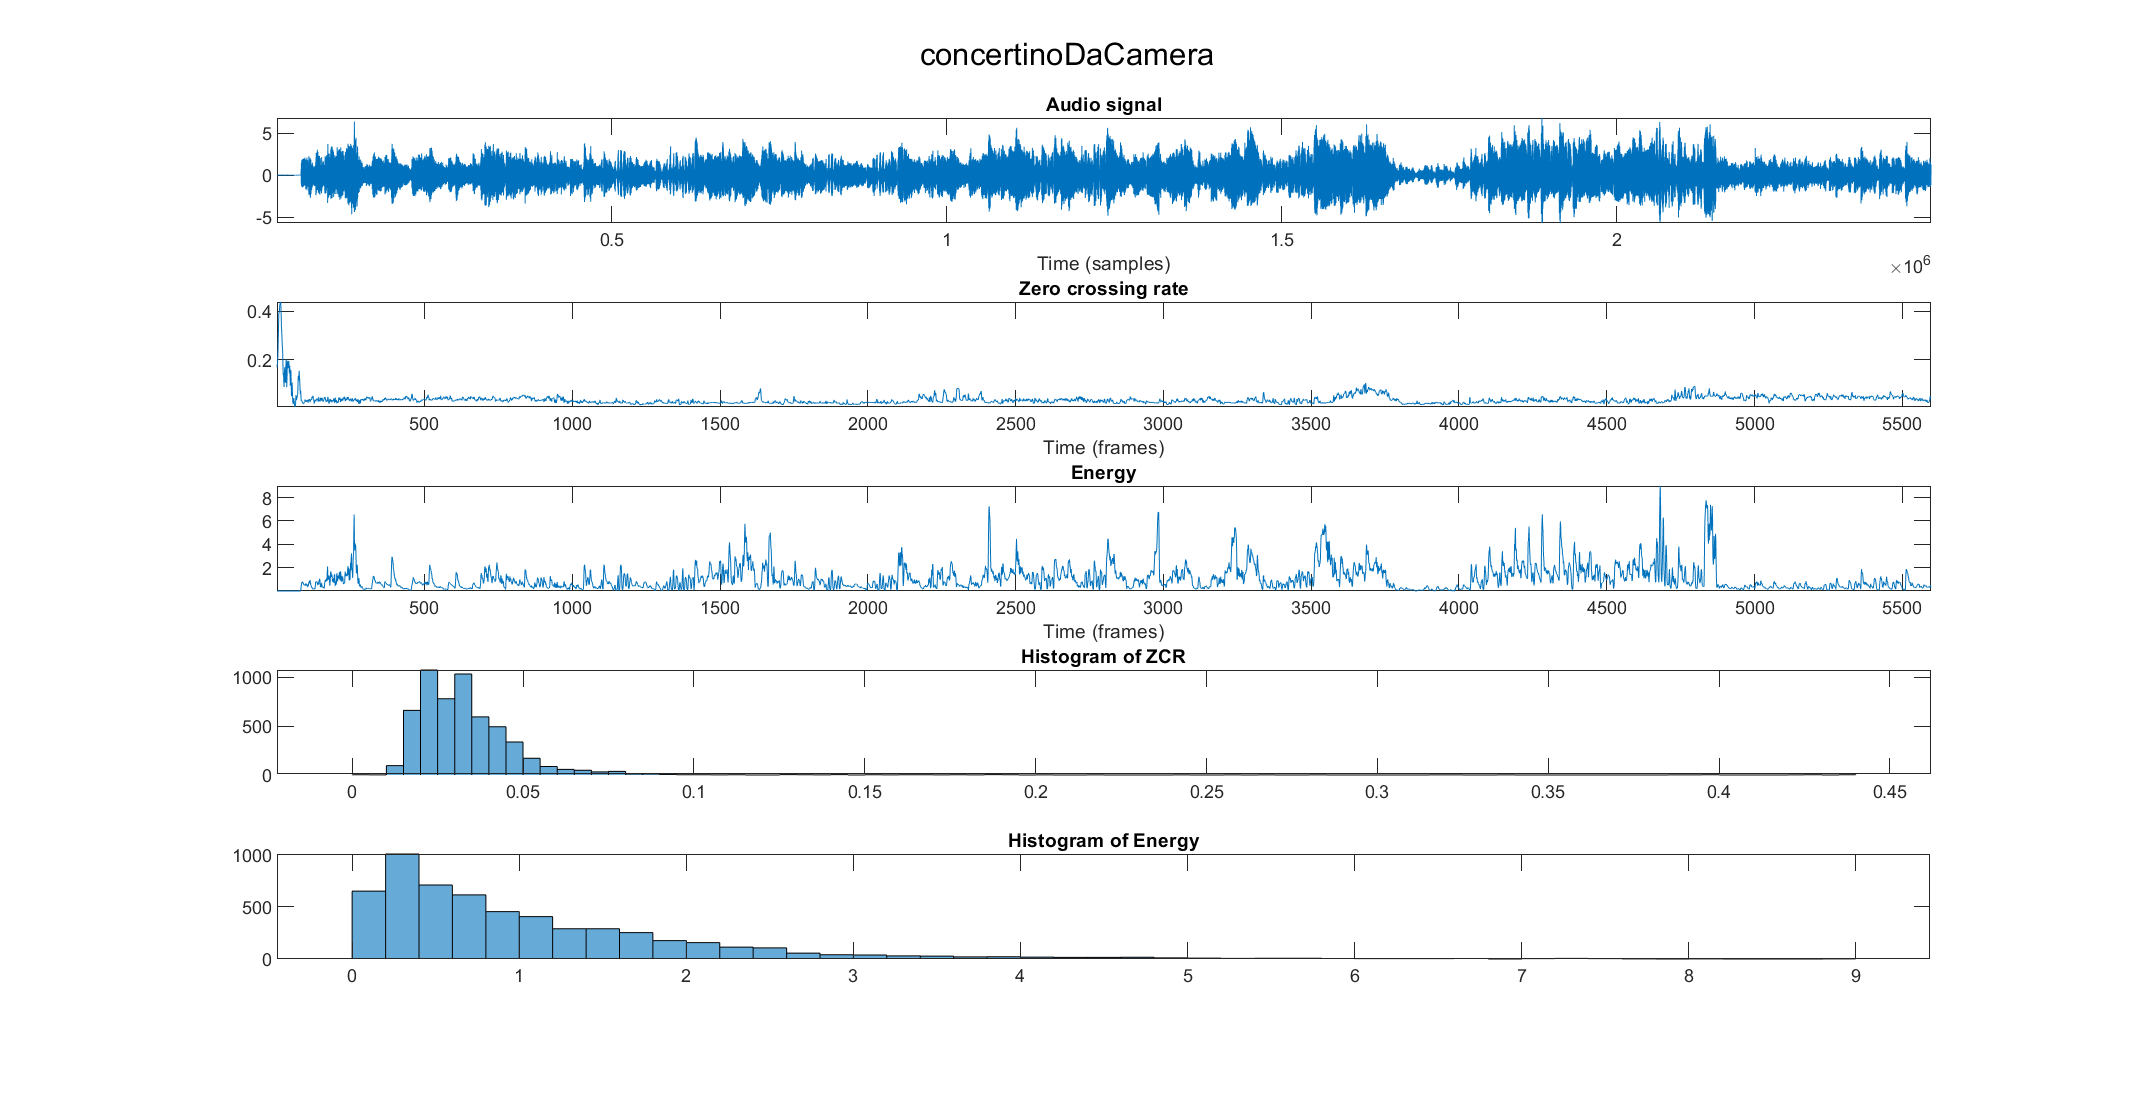 concertinoDaCamera
Audio signal
5
0
-5
0.5 1 1.5 2
Time (samples)
×10^6
Zero crossing rate
0.4
0.2
500 1000 1500 2000 2500 3000 3500 4000 4500 5000 5500
Time (frames)
Energy
8
6
4
2
500 1000 1500 2000 2500 3000 3500 4000 4500 5000 5500
Time (frames)
Histogram of ZCR
1000
500
0
0 0.05 0.1 0.15 0.2 0.25 0.3 0.35 0.4 0.45
Histogram of Energy
1000
500
0
0 1 2 3 4 5 6 7 8 9